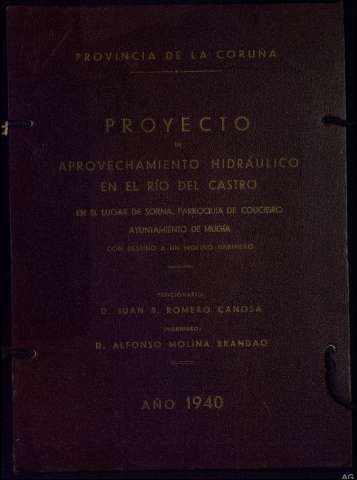 PROVINCIA DE LA CORUÑA
PROYECTO
DE
APROVECHAMIENTO HIDRÁULICO
EN EL RÍO DEL CASTRO
EN EL LUGAR DE SORNA, PARROQUIA DE COUCIEIRO
AYUNTAMIENTO DE MUGÍA
CON DESTINO A UN MOLINO HARINERO
PETICIONARIO:
D. JUAN B. ROMERO CANOSA
INGENIERO:
D. ALFONSO MOLINA BRANDAO
AÑO 1940
AG